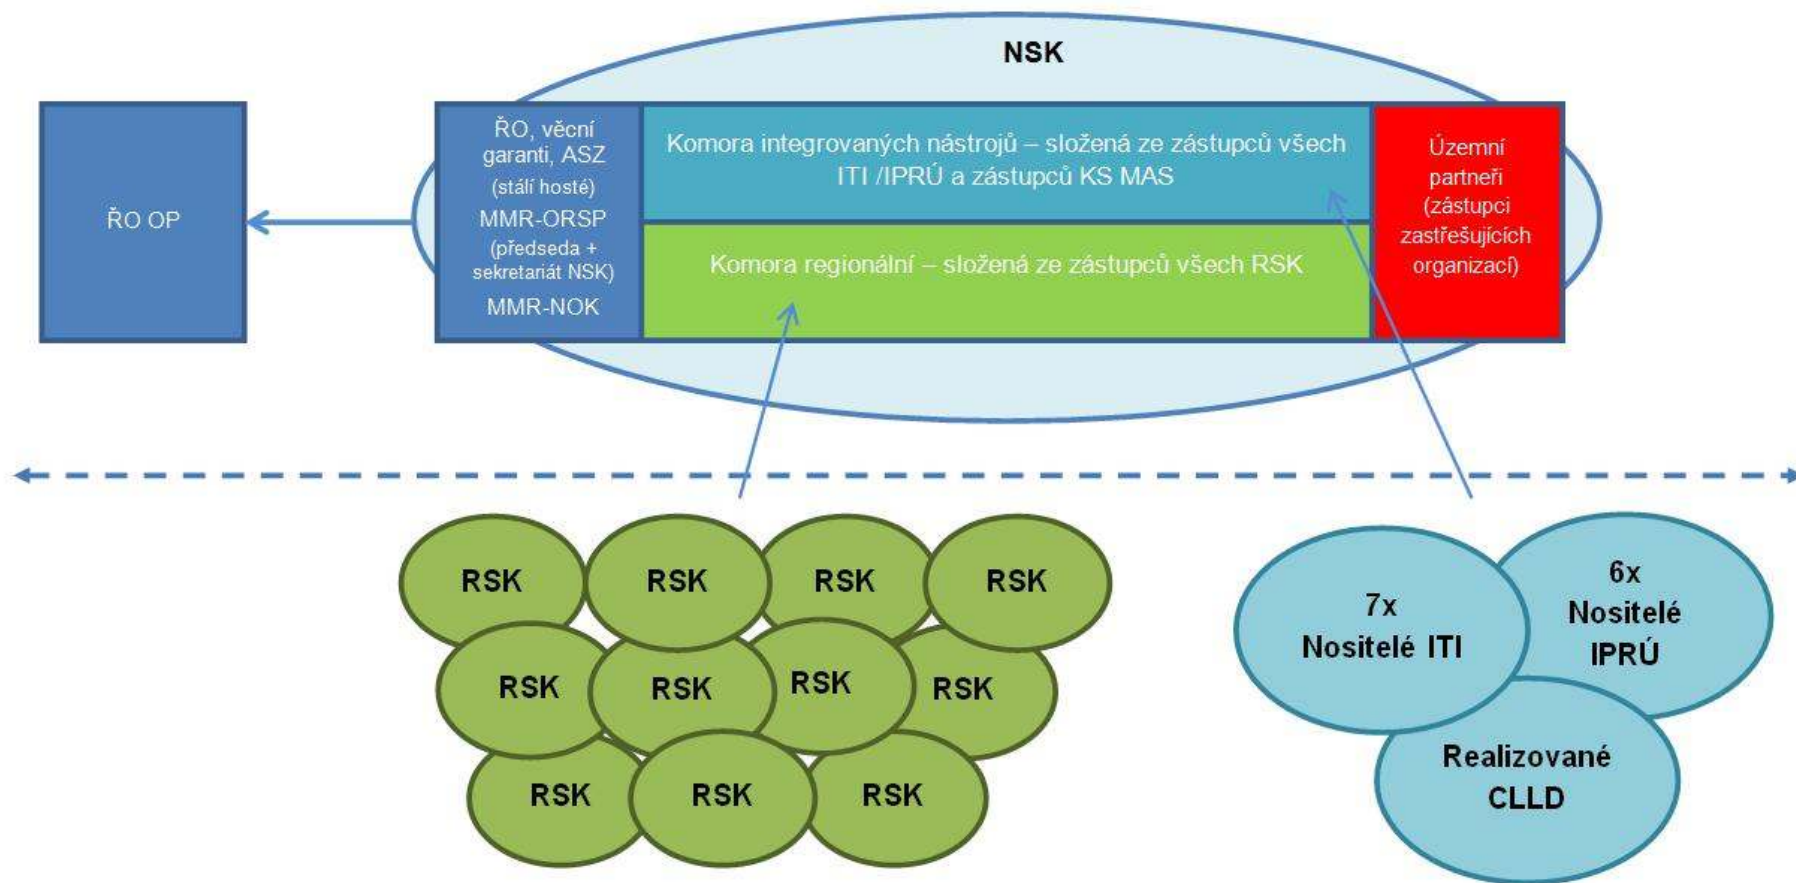 NSK
ŘO OP
ŘO, věcní
garanti, ASZ
(stálí hosté)
MMR-ORSP
(předseda +
sekretariát NSK)
MMR-NOK
Komora integrovaných nástrojů – složená ze zástupců všech
ITI /IPRÚ a zástupců KS MAS
Komora regionální – složená ze zástupců všech RSK
Územní
partneři
(zástupci
zastřešujících
organizací)
RSK
RSK
RSK
RSK
RSK
RSK
RSK
RSK
RSK
RSK
RSK
7x
Nositelé ITI
6x
Nositelé
IPRÚ
Realizované
CLLD